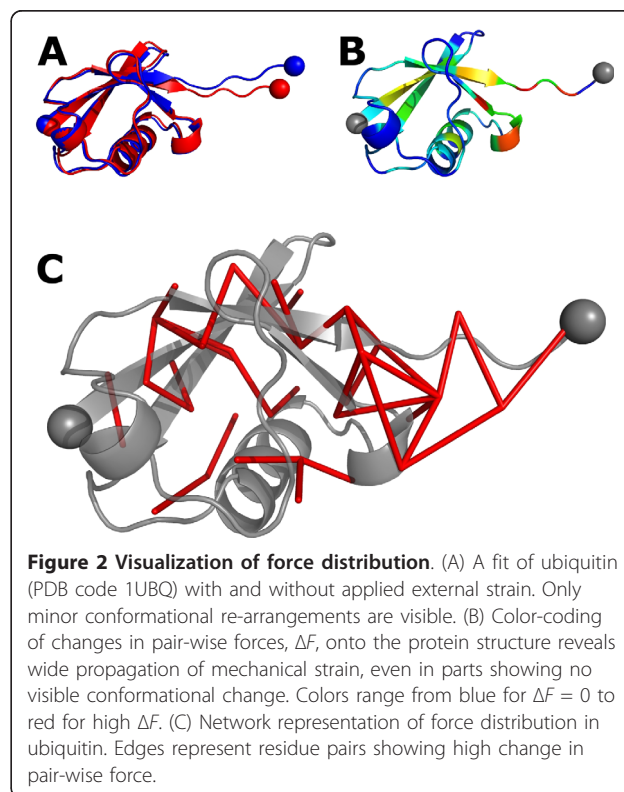 A
B
C
Figure 2 Visualization of force distribution. (A) A fit of ubiquitin
(PDB code 1UBQ) with and without applied external strain. Only
minor conformational re-arrangements are visible. (B) Color-coding
of changes in pair-wise forces, ΔF, onto the protein structure reveals
wide propagation of mechanical strain, even in parts showing no
visible conformational change. Colors range from blue for ΔF = 0 to
red for high ΔF. (C) Network representation of force distribution in
ubiquitin. Edges represent residue pairs showing high change in
pair-wise force.